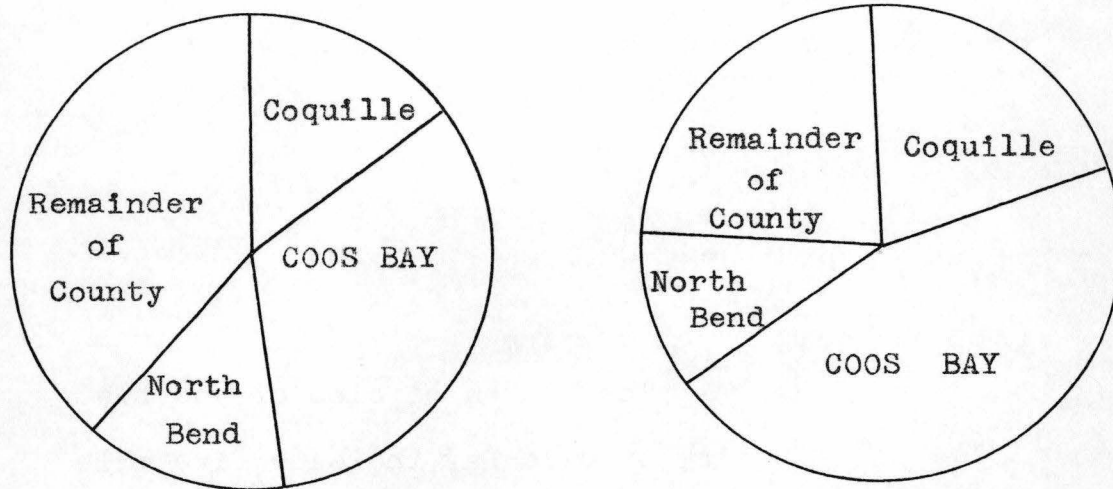 Coquille
Remainder
of
County
COOS BAY
North
Bend
Remainder
of
County
Coquille
North
Bend
COOS BAY